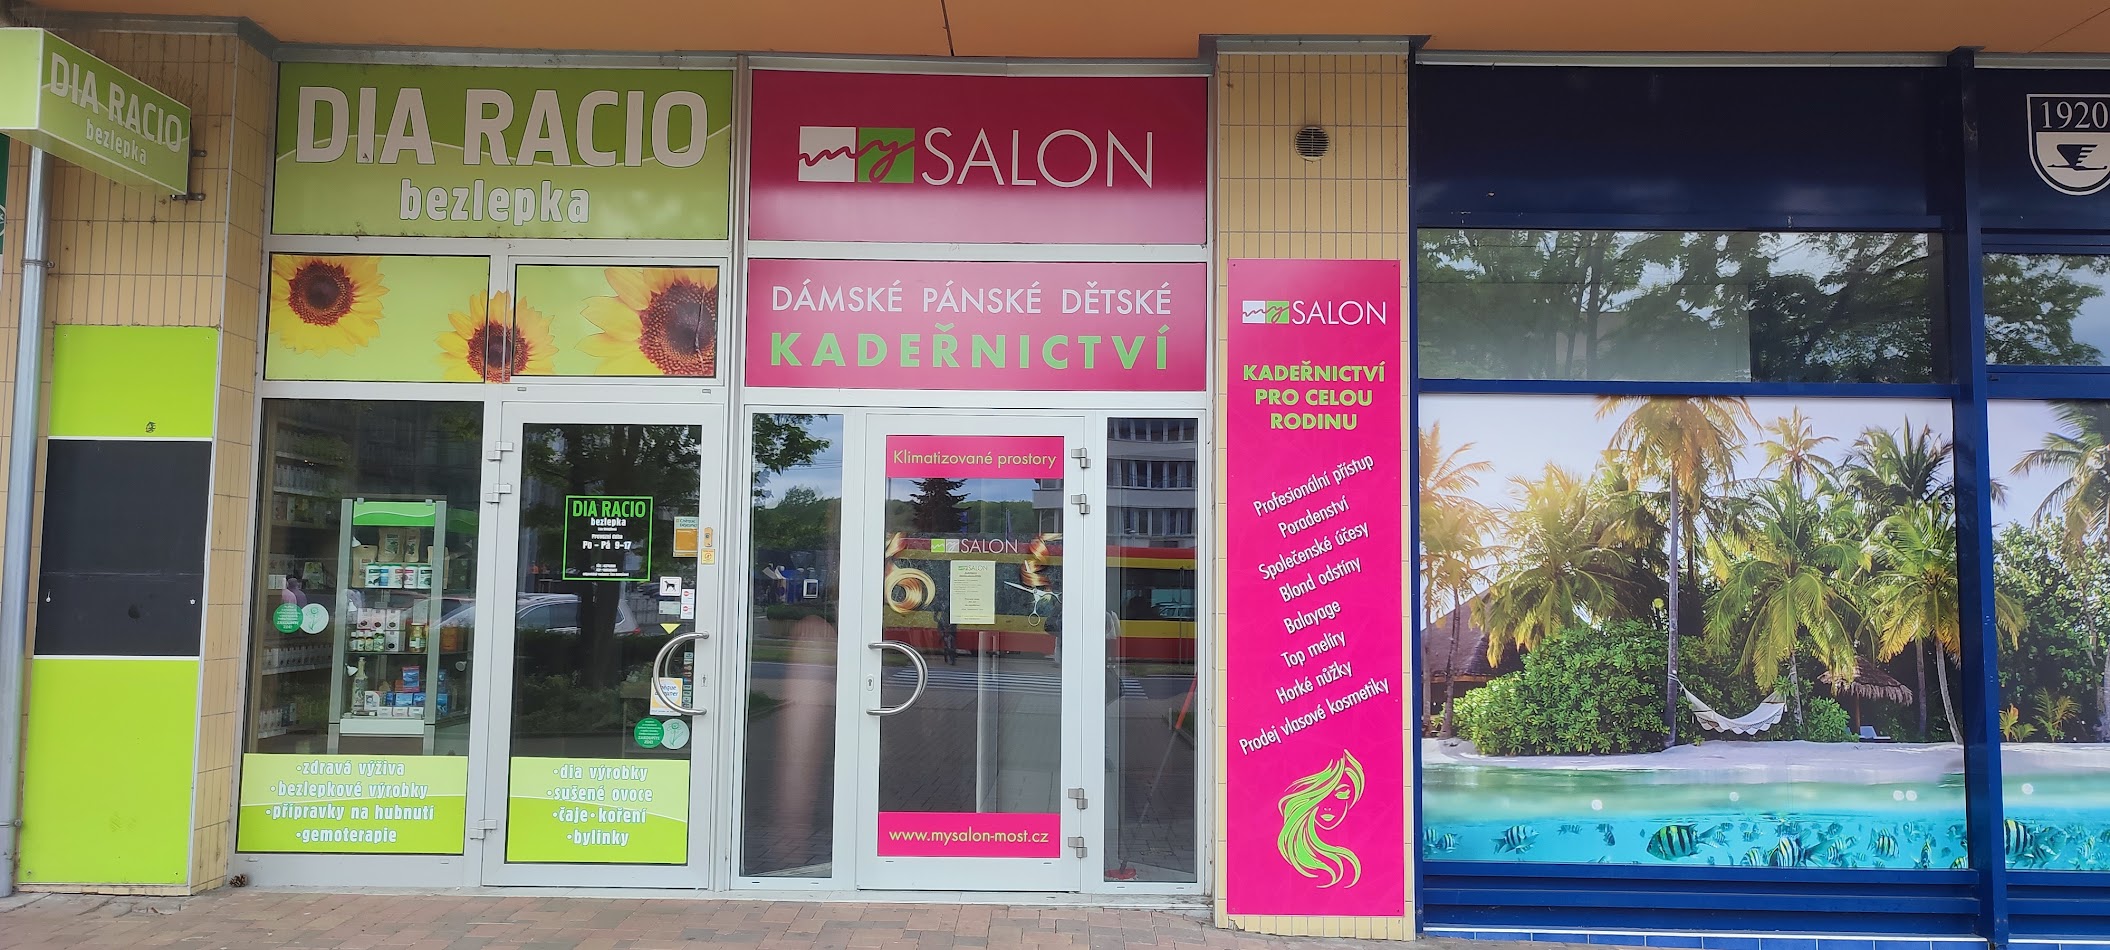 DIA RACIO
bezlepka
DIA RACIO
bezlepka
my SALON
DÁMSKÉ PÁNSKÉ DĚTSKÉ
KADEŘNICTVÍ
my SALON
KADEŘNICTVÍ
PRO CELOU
RODINU
Profesionální přístup
Poradenství
Společenské účesy
Blond odstíny
Balayage
Top melíry
Horké nůžky
Prodej vlasové kosmetiky
1920
DIA RACIO
bezlepka
Po - Pá 9-17
Klimatizované prostory
my SALON
www.mysalon-most.cz
•zdravá výživa
•bezlepkové výrobky
•přípravky na hubnutí
•gemoterapie
•dia výrobky
•sušené ovoce
•čaje•koření
•bylinky